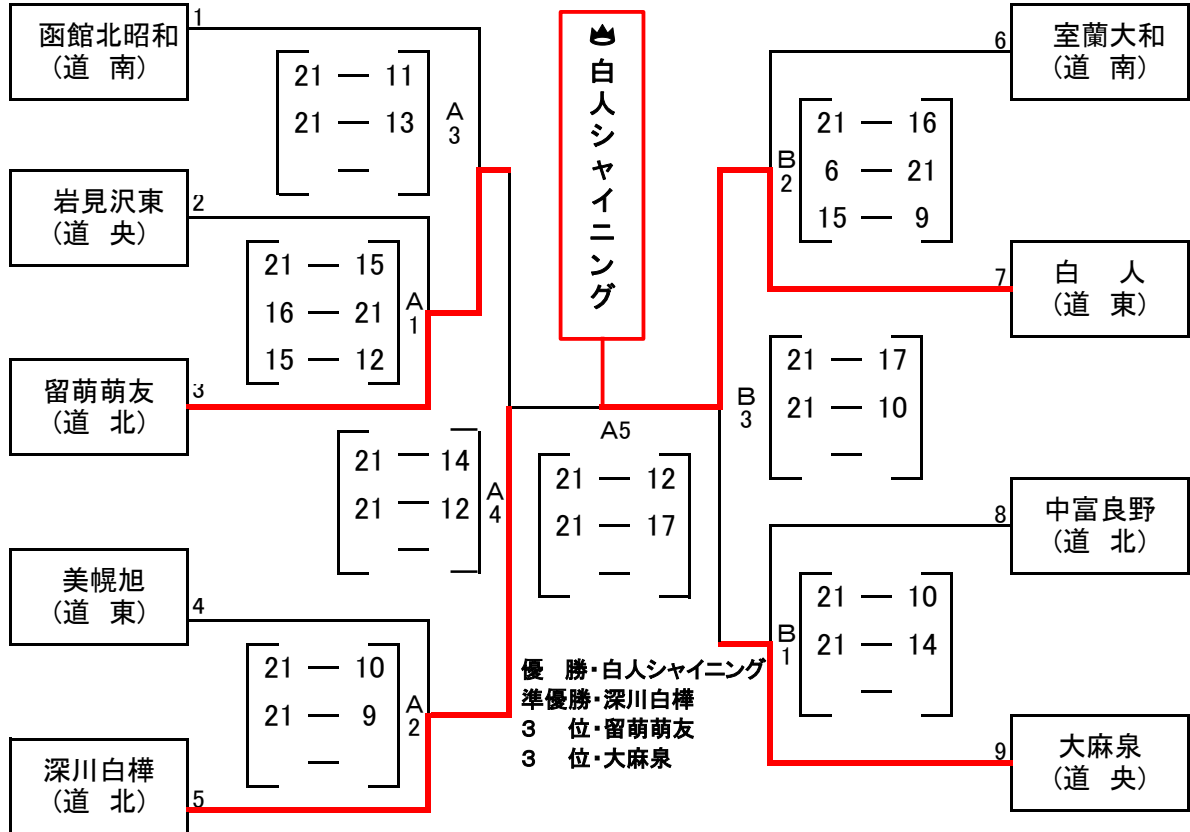 函館北昭和
(道 南)
1
21 — 11
21 — 13
—
A
3
岩見沢東
(道 央)
2
21 — 15
16 — 21
15 — 12
A
1
留萌萌友
(道 北)
3
21 — 14
21 — 12
—
A
4
美幌旭
(道 東)
4
21 — 10
21 — 9
—
A
2
深川白樺
(道 北)
5
白人シャイニング
A5
21 — 12
21 — 17
—
優 勝・白人シャイニング
準優勝・深川白樺
3 位・留萌萌友
3 位・大麻泉
6
室蘭大和
(道 南)
B
2
21 — 16
6 — 21
15 — 9
7
白 人
(道 東)
B
3
21 — 17
21 — 10
—
8
中富良野
(道 北)
B
1
21 — 10
21 — 14
—
9
大麻泉
(道 央)